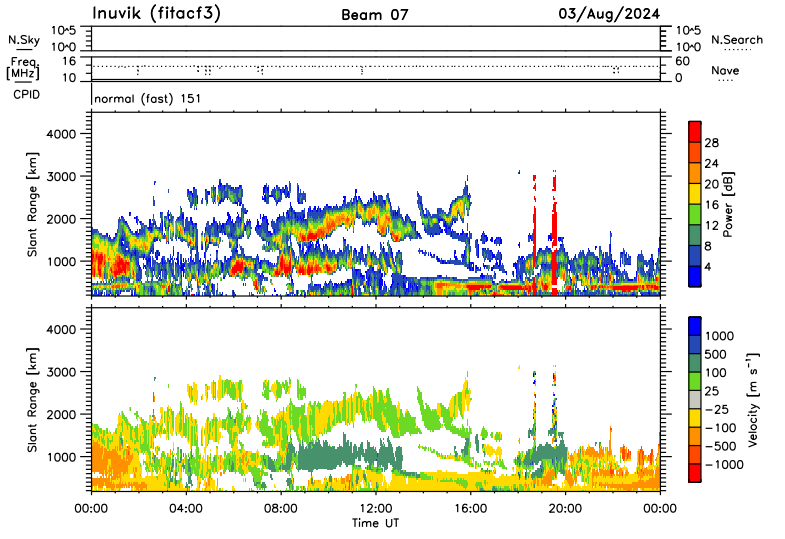 Inuvik (fitacf3) Beam 07 03/Aug/2024
N.Sky 10^5 10^0 10^5 10^0 N.Search
Freq. [MHz] 16 10 60 0 Nave
CPID normal (fast) 151
Slant Range [km] 4000 3000 2000 1000
Power [dB] 28 24 20 16 12 8 4
Slant Range [km] 4000 3000 2000 1000
Velocity [m s⁻¹] 1000 500 100 25 −25 −100 −500 −1000
00:00 04:00 08:00 12:00 16:00 20:00 00:00
Time UT